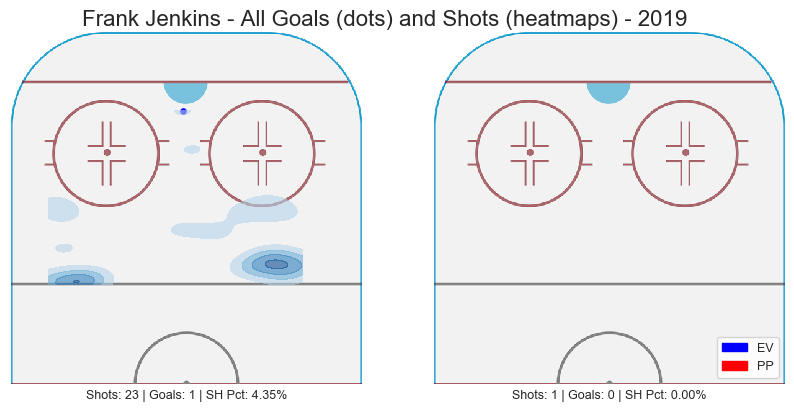 Frank Jenkins - All Goals (dots) and Shots (heatmaps) - 2019
EV
PP
Shots: 23 | Goals: 1 | SH Pct: 4.35%
Shots: 1 | Goals: 0 | SH Pct: 0.00%